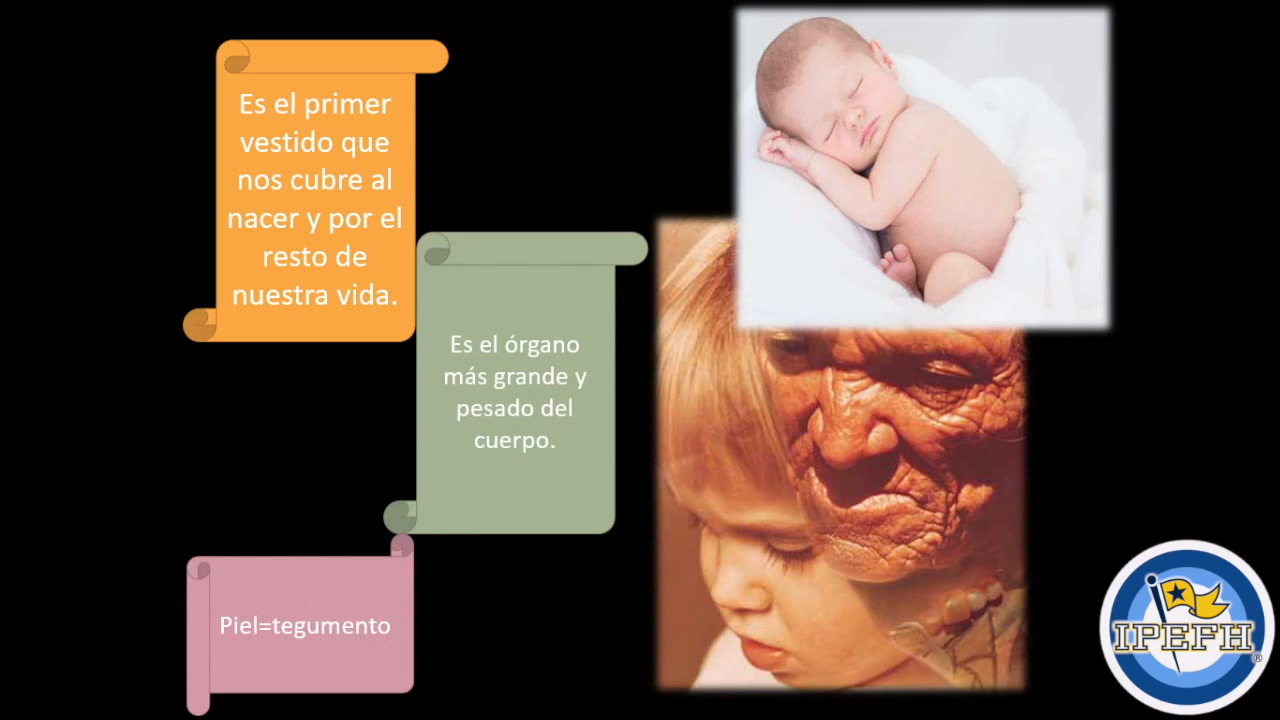 Es el primer
vestido que
nos cubre al
nacer y por el
resto de
nuestra vida.
Es el órgano
más grande y
pesado del
cuerpo.
Piel=tegumento
IPEFH
®